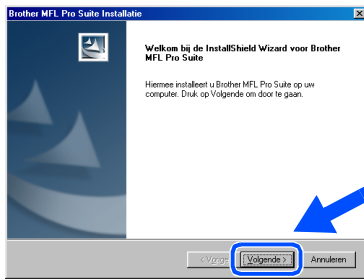 Brother MFL Pro Suite Installatie
Welkom bij de InstallShield Wizard voor Brother
MFL Pro Suite
Hiermee installeert u Brother MFL Pro Suite op uw
computer. Druk op Volgende om door te gaan.
Volgende >
Annuleren